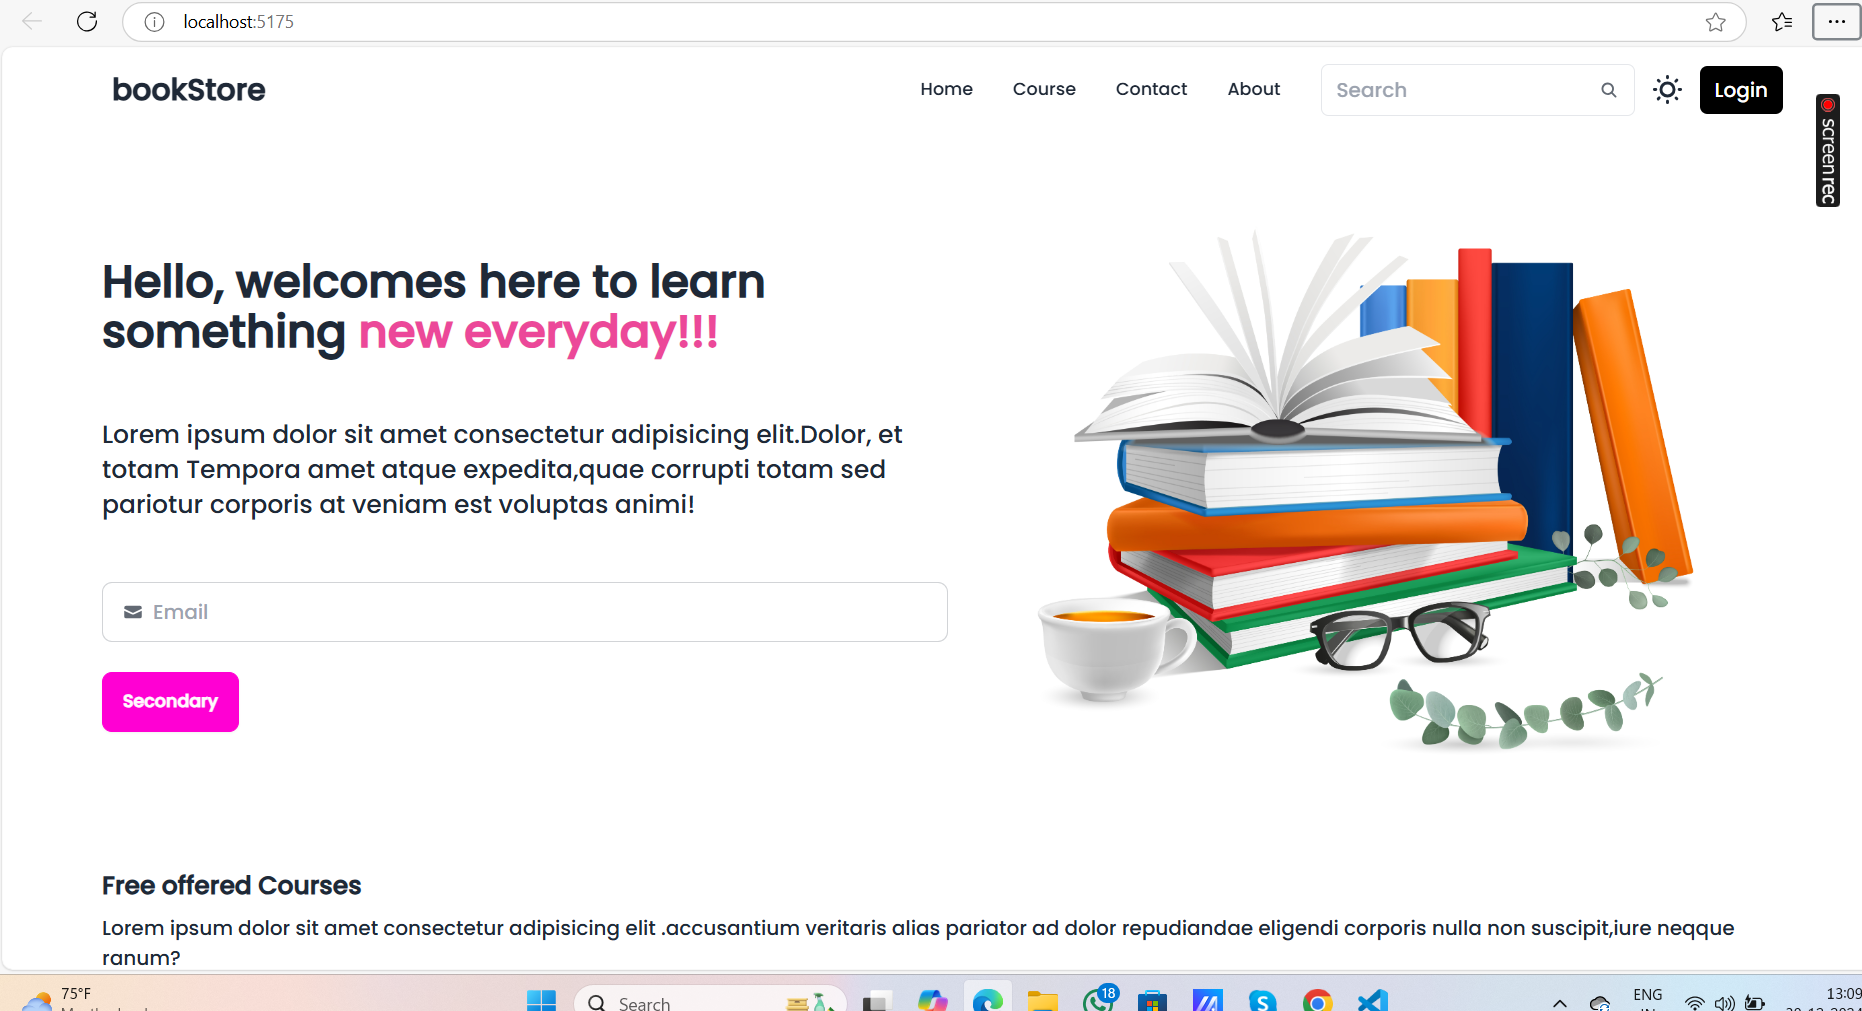 localhost:5175
bookStore
Home Course Contact About Search Login
screenrec
Hello, welcomes here to learn
something new everyday!!!
Lorem ipsum dolor sit amet consectetur adipisicing elit.Dolor, et
totam Tempora amet atque expedita,quae corrupti totam sed
pariotur corporis at veniam est voluptas animi!
Email
Secondary
Free offered Courses
Lorem ipsum dolor sit amet consectetur adipisicing elit .accusantium veritaris alias pariator ad dolor repudiandae eligendi corporis nulla non suscipit,iure neqque
ranum?
75°F
Search
18
ENG
13:09